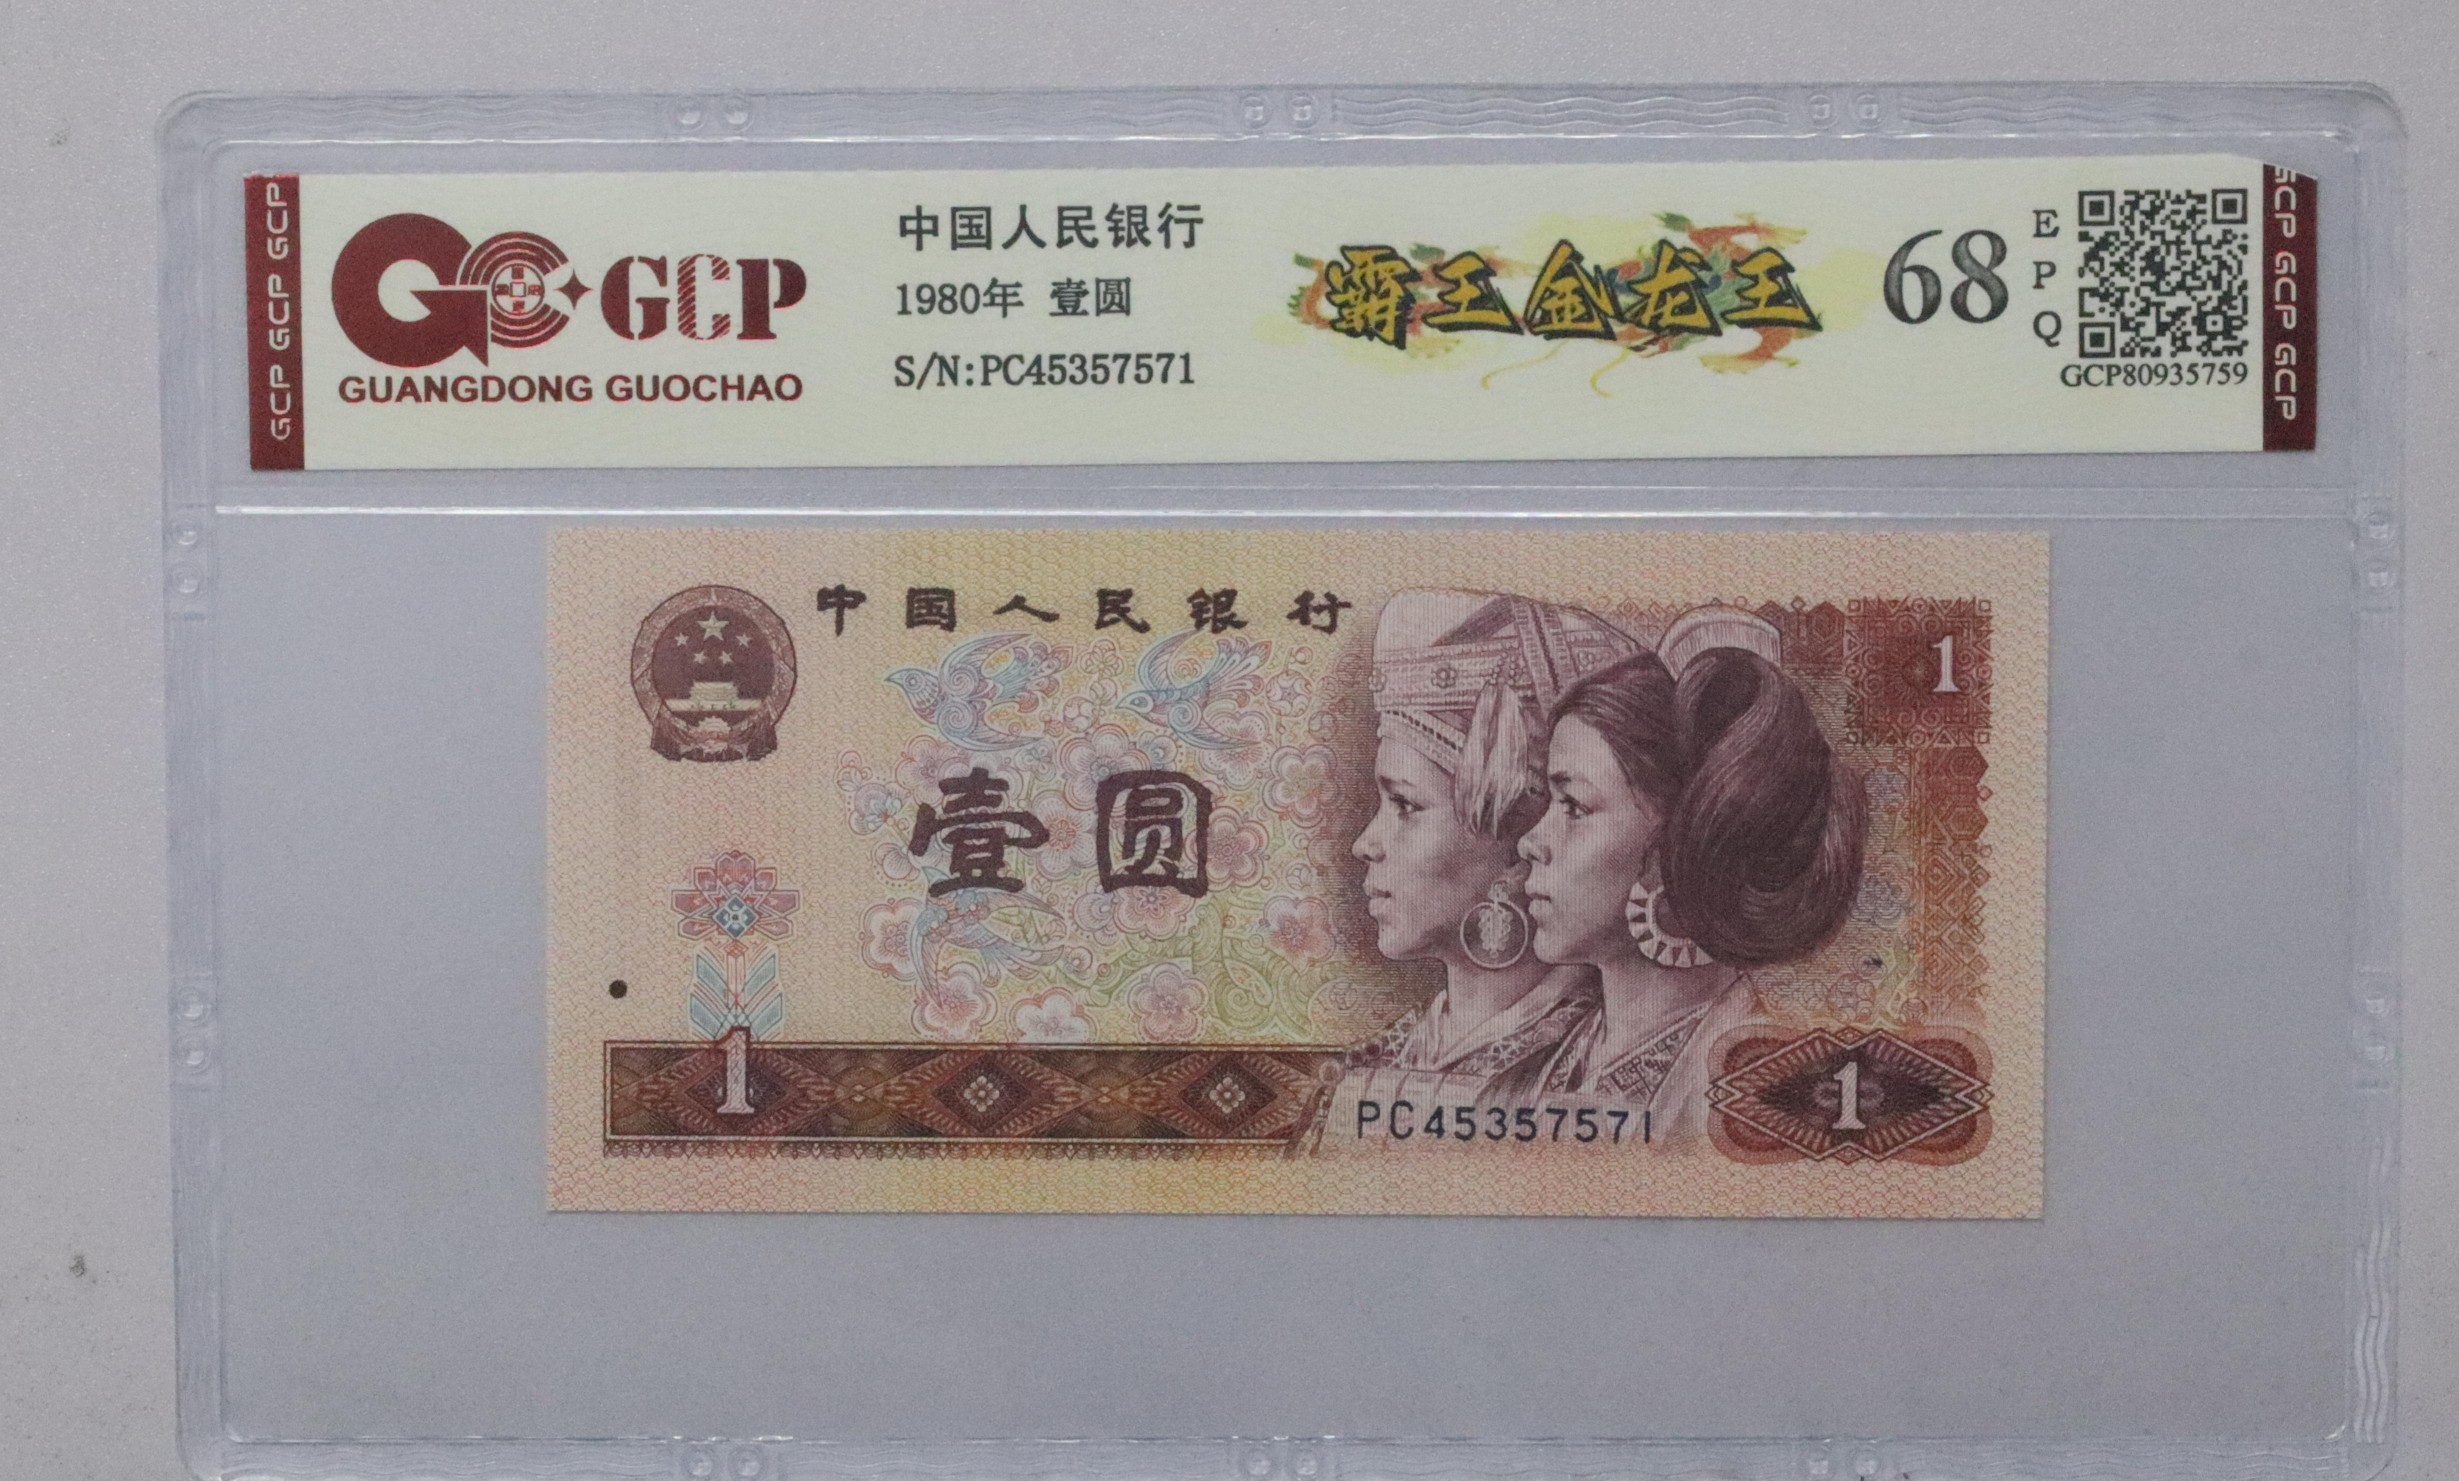 GCP GCP GCP
GCP
GUANGDONG GUOCHAO
中国人民银行
1980年 壹圆
S/N:PC45357571
霸王金龙王
68
E
P
Q
GCP80935759
GCP GCP GCP
中国人民银行
1
壹圆
1
PC45357571
1